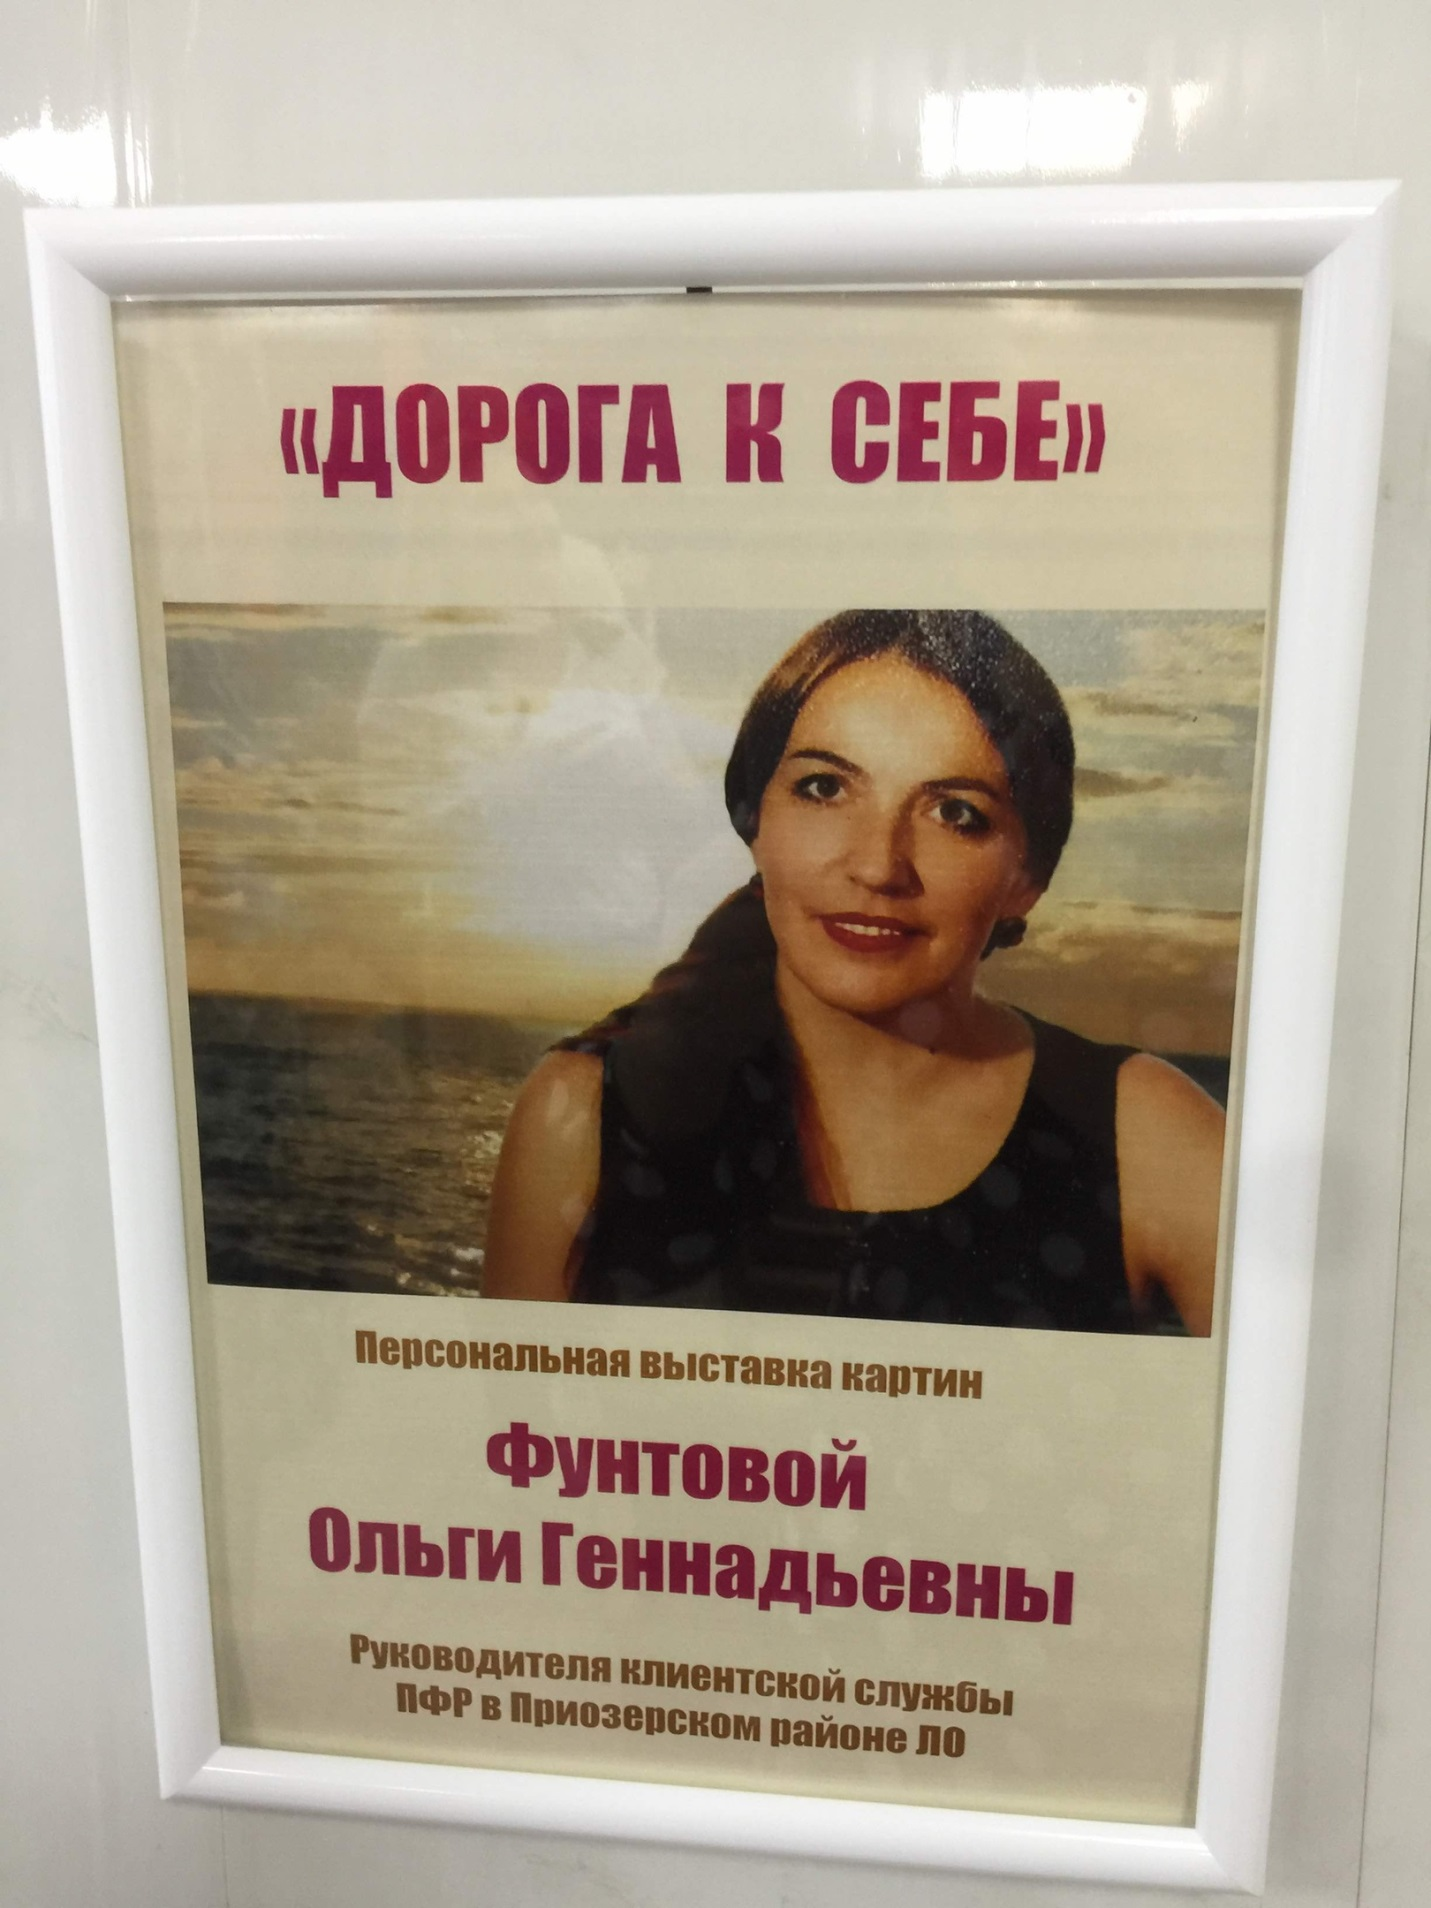 «ДОРОГА К СЕБЕ»
Персональная выставка картин
Фунтовой
Ольги Геннадьевны
Руководителя клиентской службы
ПФР в Приозерском районе ЛО